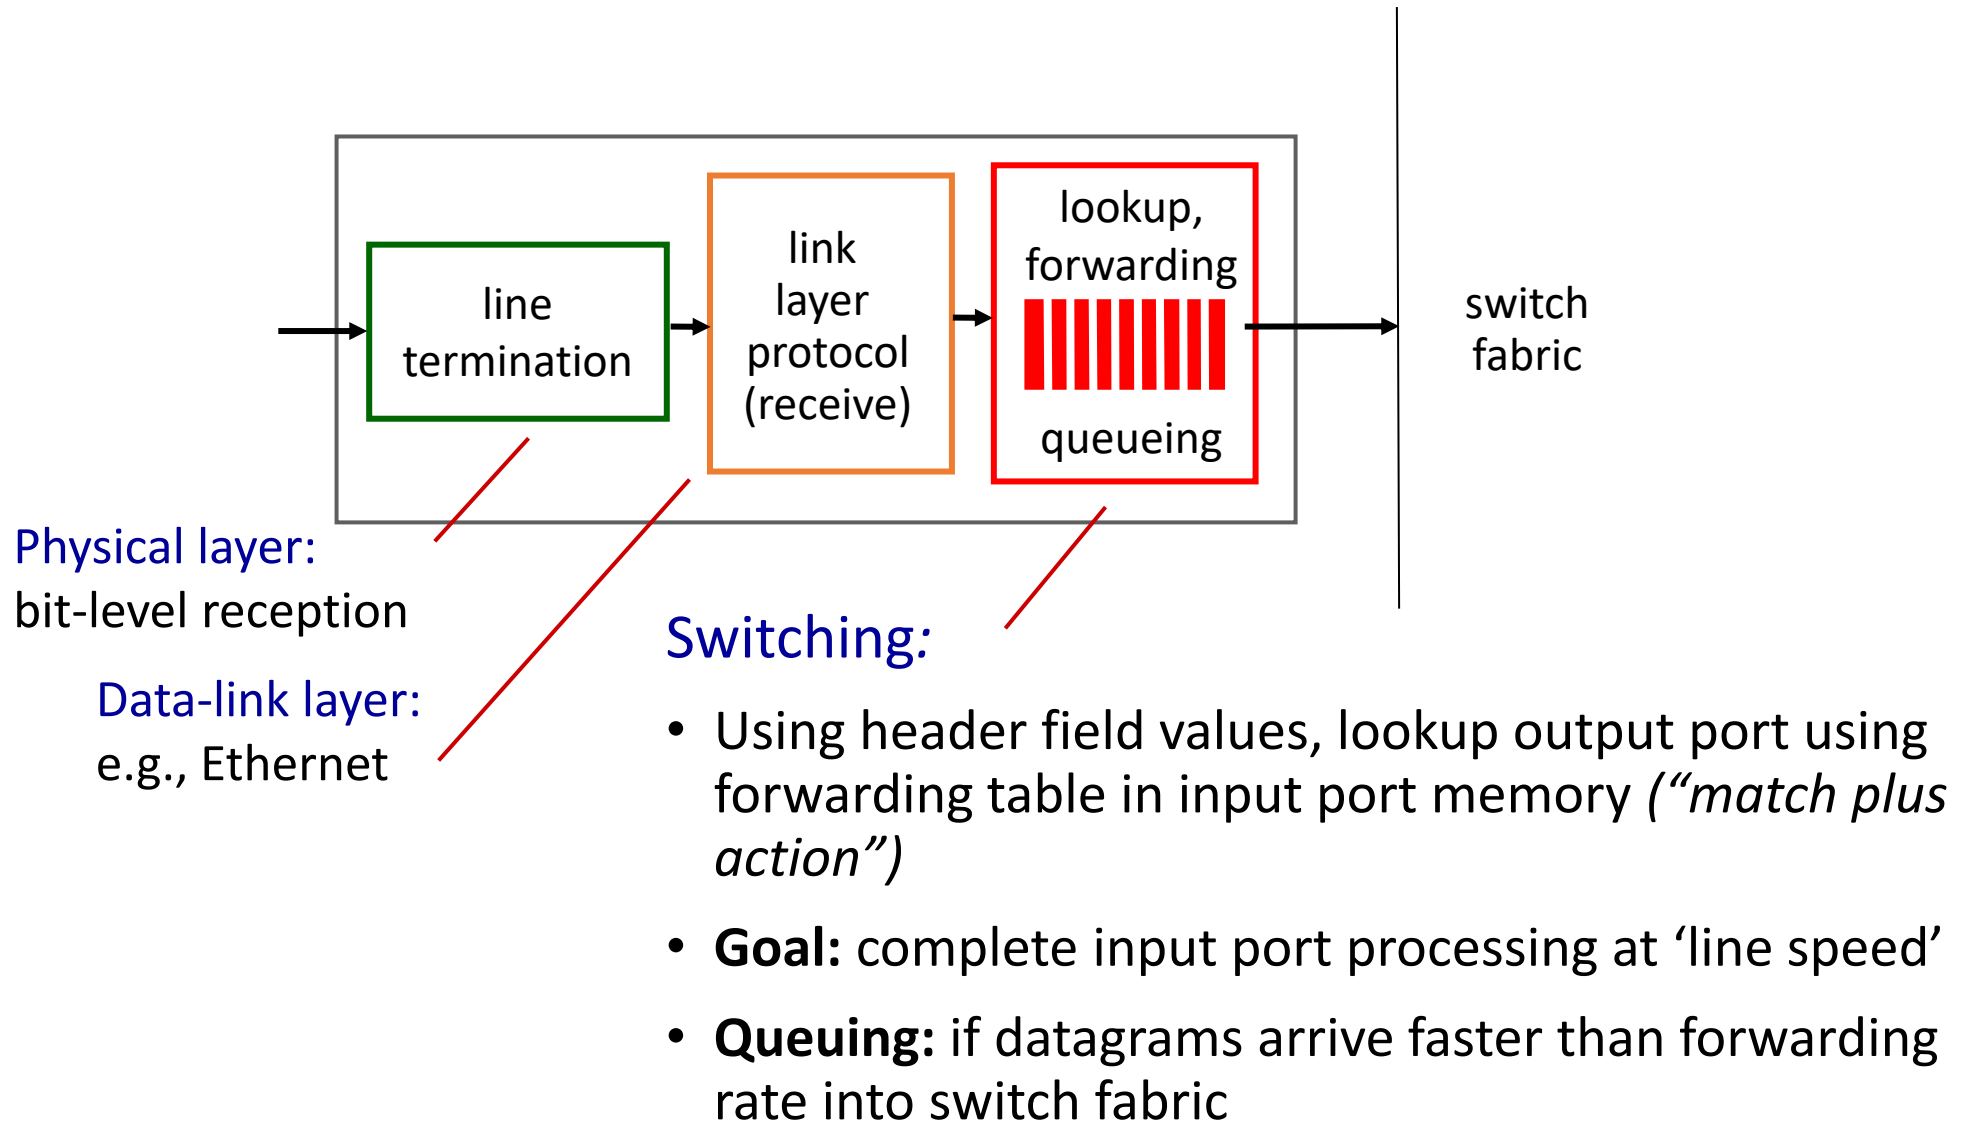 line
termination
link
layer
protocol
(receive)
lookup,
forwarding
queueing
switch
fabric
Physical layer:
bit-level reception
Data-link layer:
e.g., Ethernet
Switching:
• Using header field values, lookup output port using
forwarding table in input port memory (“match plus
action”)
• Goal: complete input port processing at ‘line speed’
• Queuing: if datagrams arrive faster than forwarding
rate into switch fabric